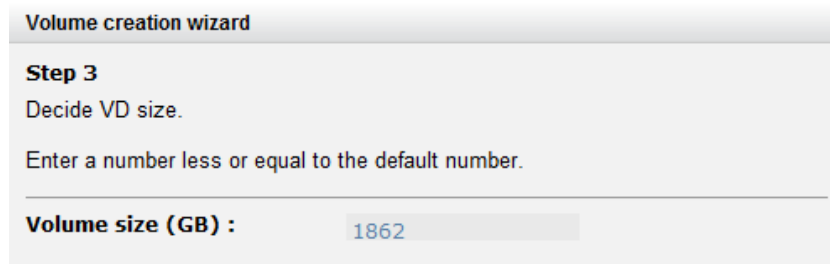 Volume creation wizard
Step 3
Decide VD size.
Enter a number less or equal to the default number.
Volume size (GB) : 1862